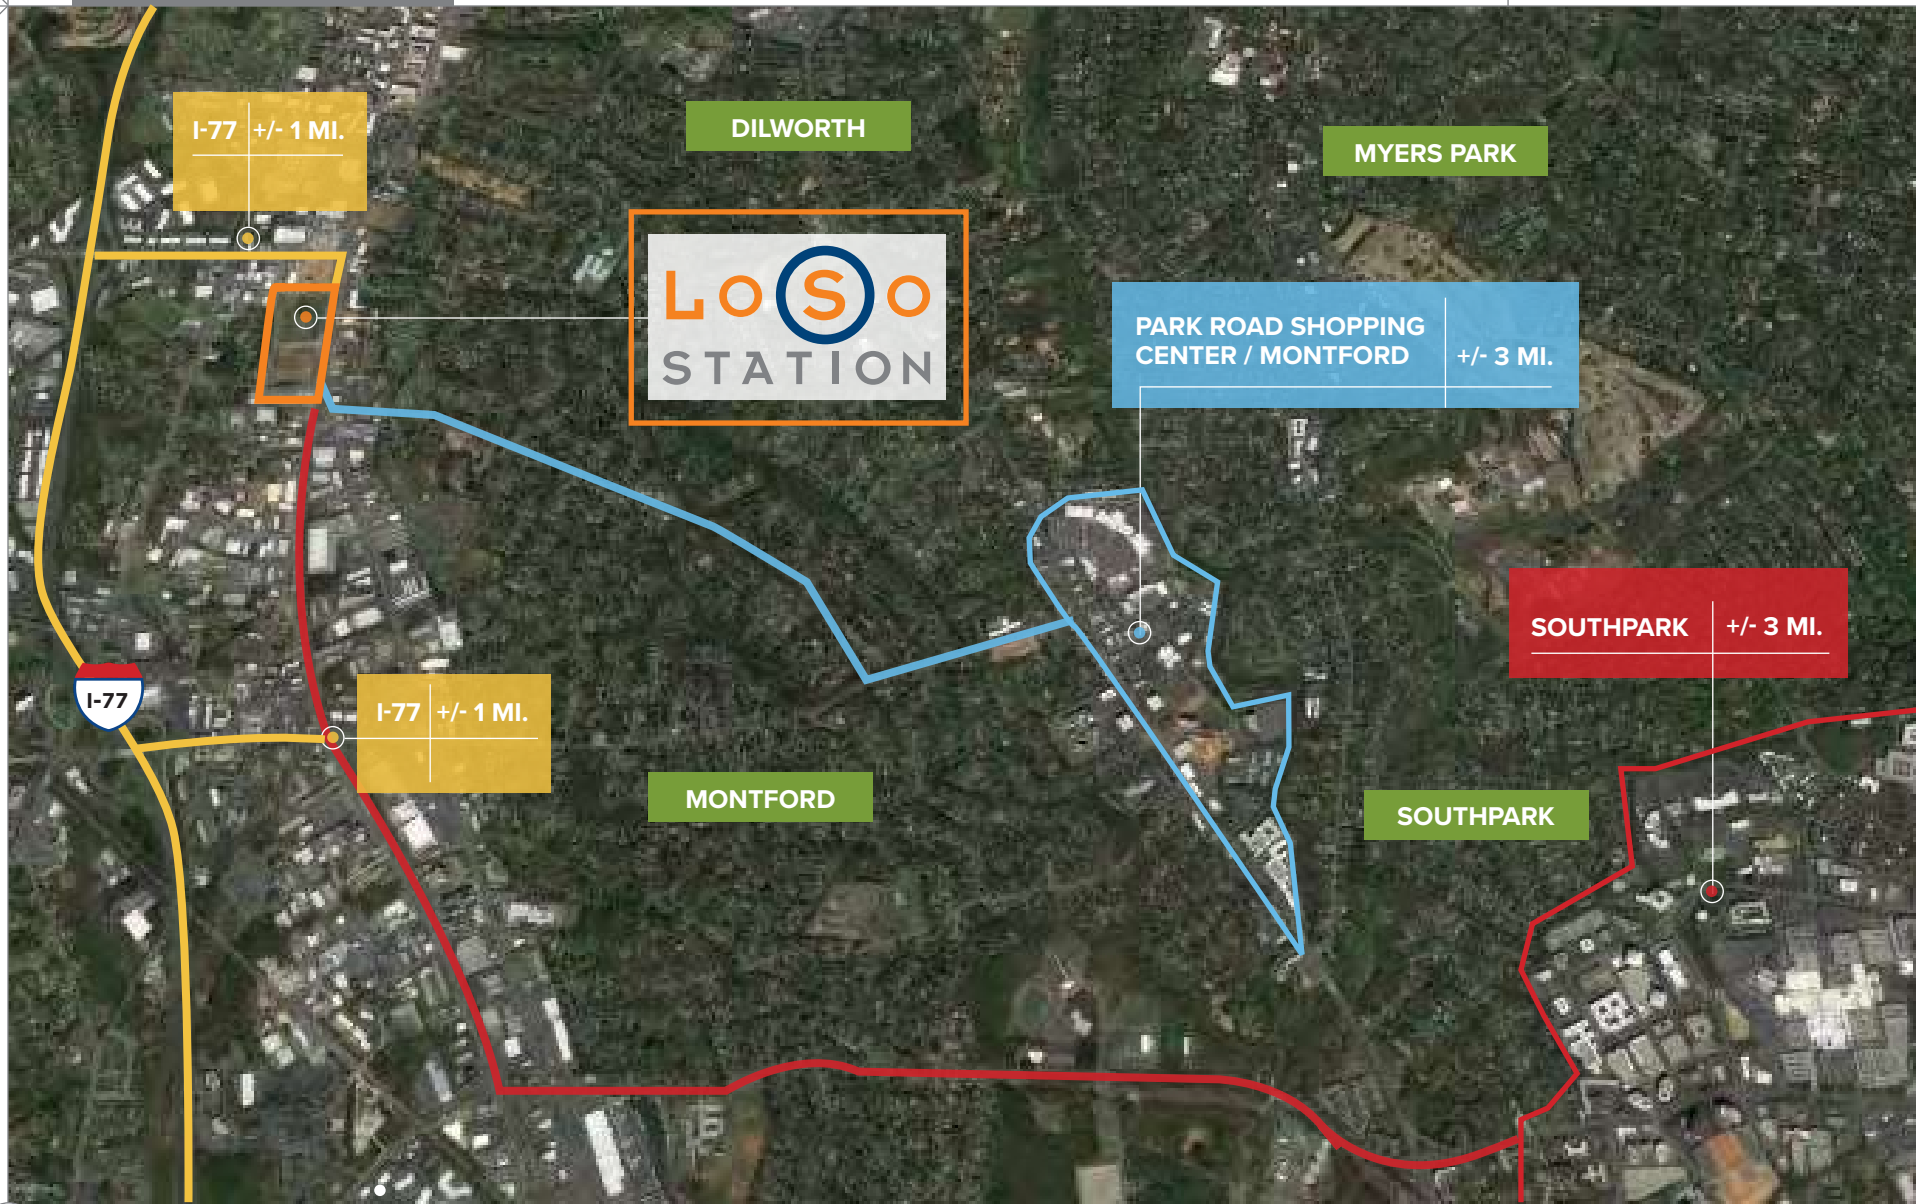 I-77 +/- 1 MI.
DILWORTH
MYERS PARK
LOSO
STATION
PARK ROAD SHOPPING
CENTER / MONTFORD +/- 3 MI.
SOUTHPARK +/- 3 MI.
I-77
I-77 +/- 1 MI.
MONTFORD
SOUTHPARK